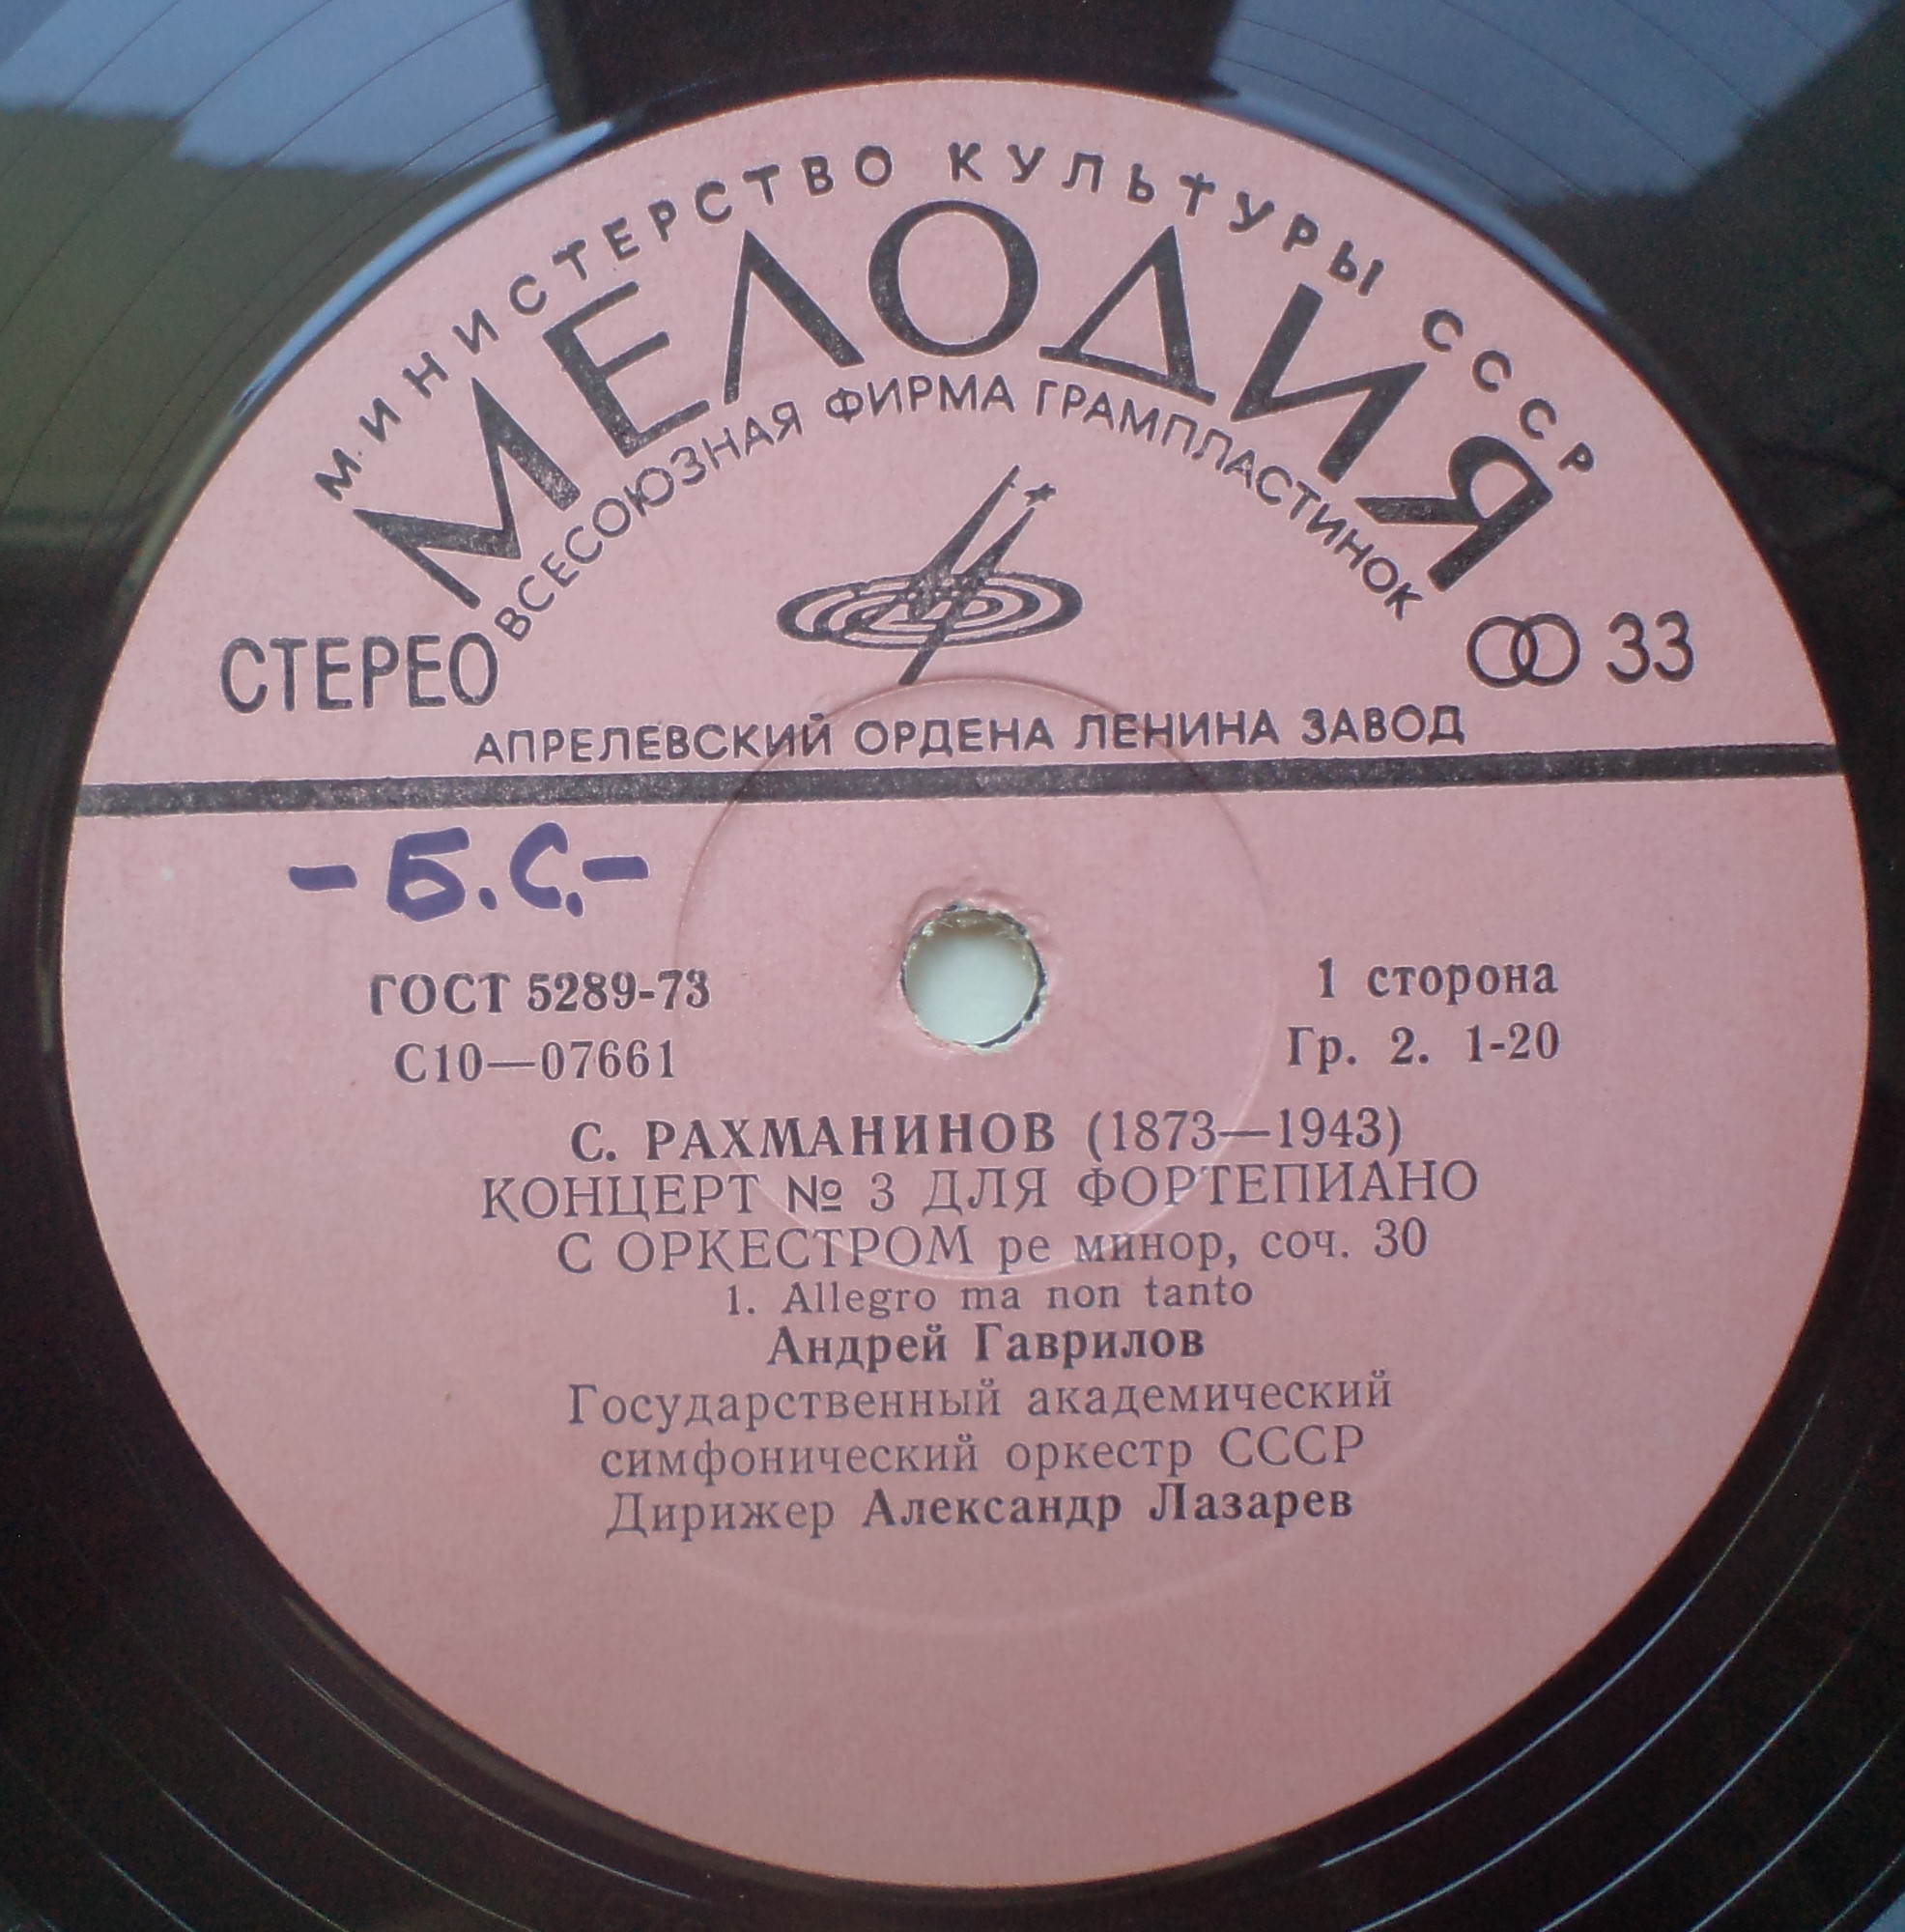 МИНИСТЕРСТВО КУЛЬТУРЫ СССР
МЕЛОДИЯ
ВСЕСОЮЗНАЯ ФИРМА ГРАМПЛАСТИНОК
СТЕРЕО
33
АПРЕЛЕВСКИЙ ОРДЕНА ЛЕНИНА ЗАВОД
-Б.С.-
ГОСТ 5289-73
1 сторона
С10—07661
Гр. 2. 1-20
С. РАХМАНИНОВ (1873—1943)
КОНЦЕРТ № 3 ДЛЯ ФОРТЕПИАНО
С ОРКЕСТРОМ ре минор, соч. 30
1. Allegro ma non tanto
Андрей Гаврилов
Государственный академический
симфонический оркестр СССР
Дирижер Александр Лазарев